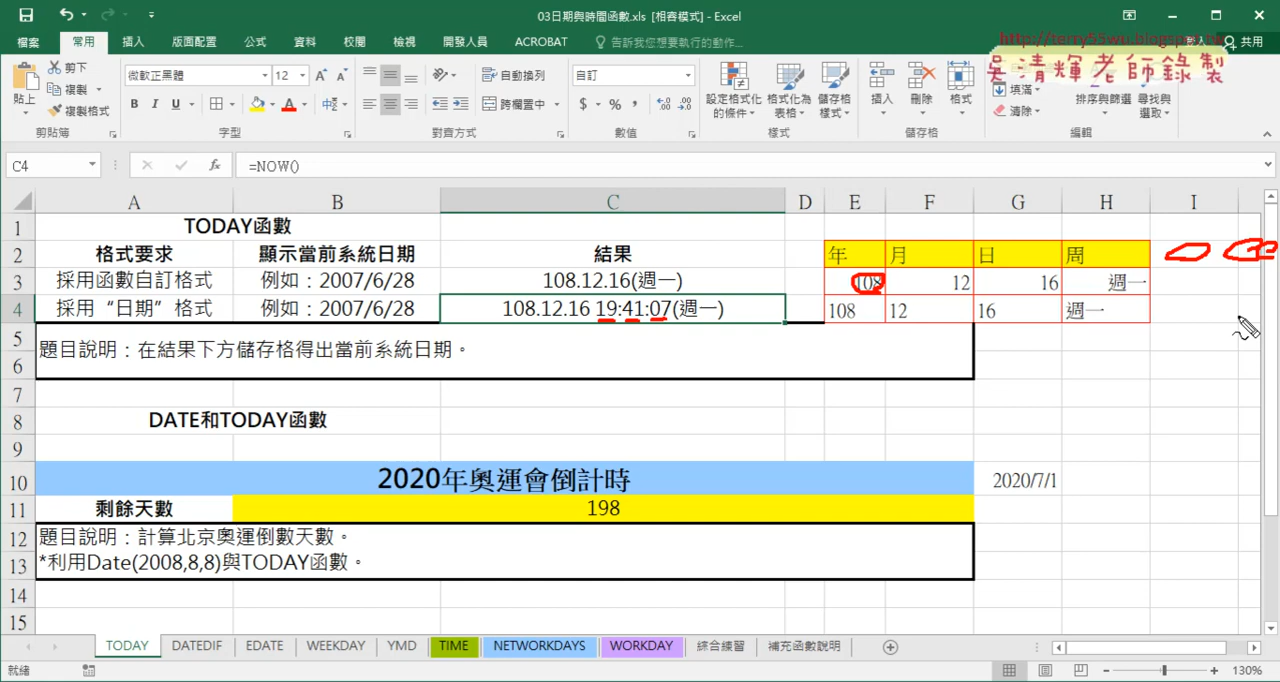 03日期與時間函數.xls [相容模式] - Excel
檔案 常用 插入 版面配置 公式 資料 校閱 檢視 開發人員 ACROBAT 告訴我您想要執行的動作... 共用
http://terry55wu.blogspot.tw
吳清輝老師錄製
剪下
複製
複製格式
貼上
微軟正黑體 12
B I U
自動換列
跨欄置中
自訂
$ % ,
設定格式化的條件 格式化為表格 儲存格樣式
插入 刪除 格式
填滿
清除
排序與篩選 尋找與選取
剪貼簿 字型 對齊方式 數值 樣式 儲存格 編輯
C4 fx =NOW()
A B C D E F G H I
1 TODAY函數
2 格式要求 顯示當前系統日期 結果 年 月 日 周
3 採用函數自訂格式 例如：2007/6/28 108.12.16(週一) 108 12 16 週一
4 採用“日期”格式 例如：2007/6/28 108.12.16 19:41:07(週一) 108 12 16 週一
5 題目說明：在結果下方儲存格得出當前系統日期。
6
7
8 DATE和TODAY函數
9
10 2020年奧運會倒計時 2020/7/1
11 剩餘天數 198
12 題目說明：計算北京奧運倒數天數。
13 *利用Date(2008,8,8)與TODAY函數。
14
15
TODAY DATEDIF EDATE WEEKDAY YMD TIME NETWORKDAYS WORKDAY 綜合練習 補充函數說明
就緒 130%